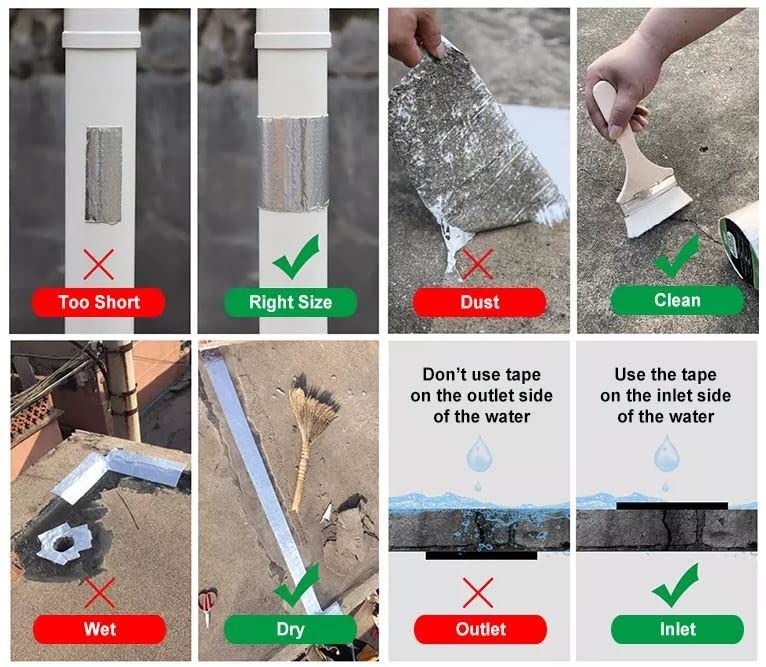 Too Short
Right Size
Dust
Clean
Wet
Dry
Don't use tape
on the outlet side
of the water
Outlet
Use the tape
on the inlet side
of the water
Inlet